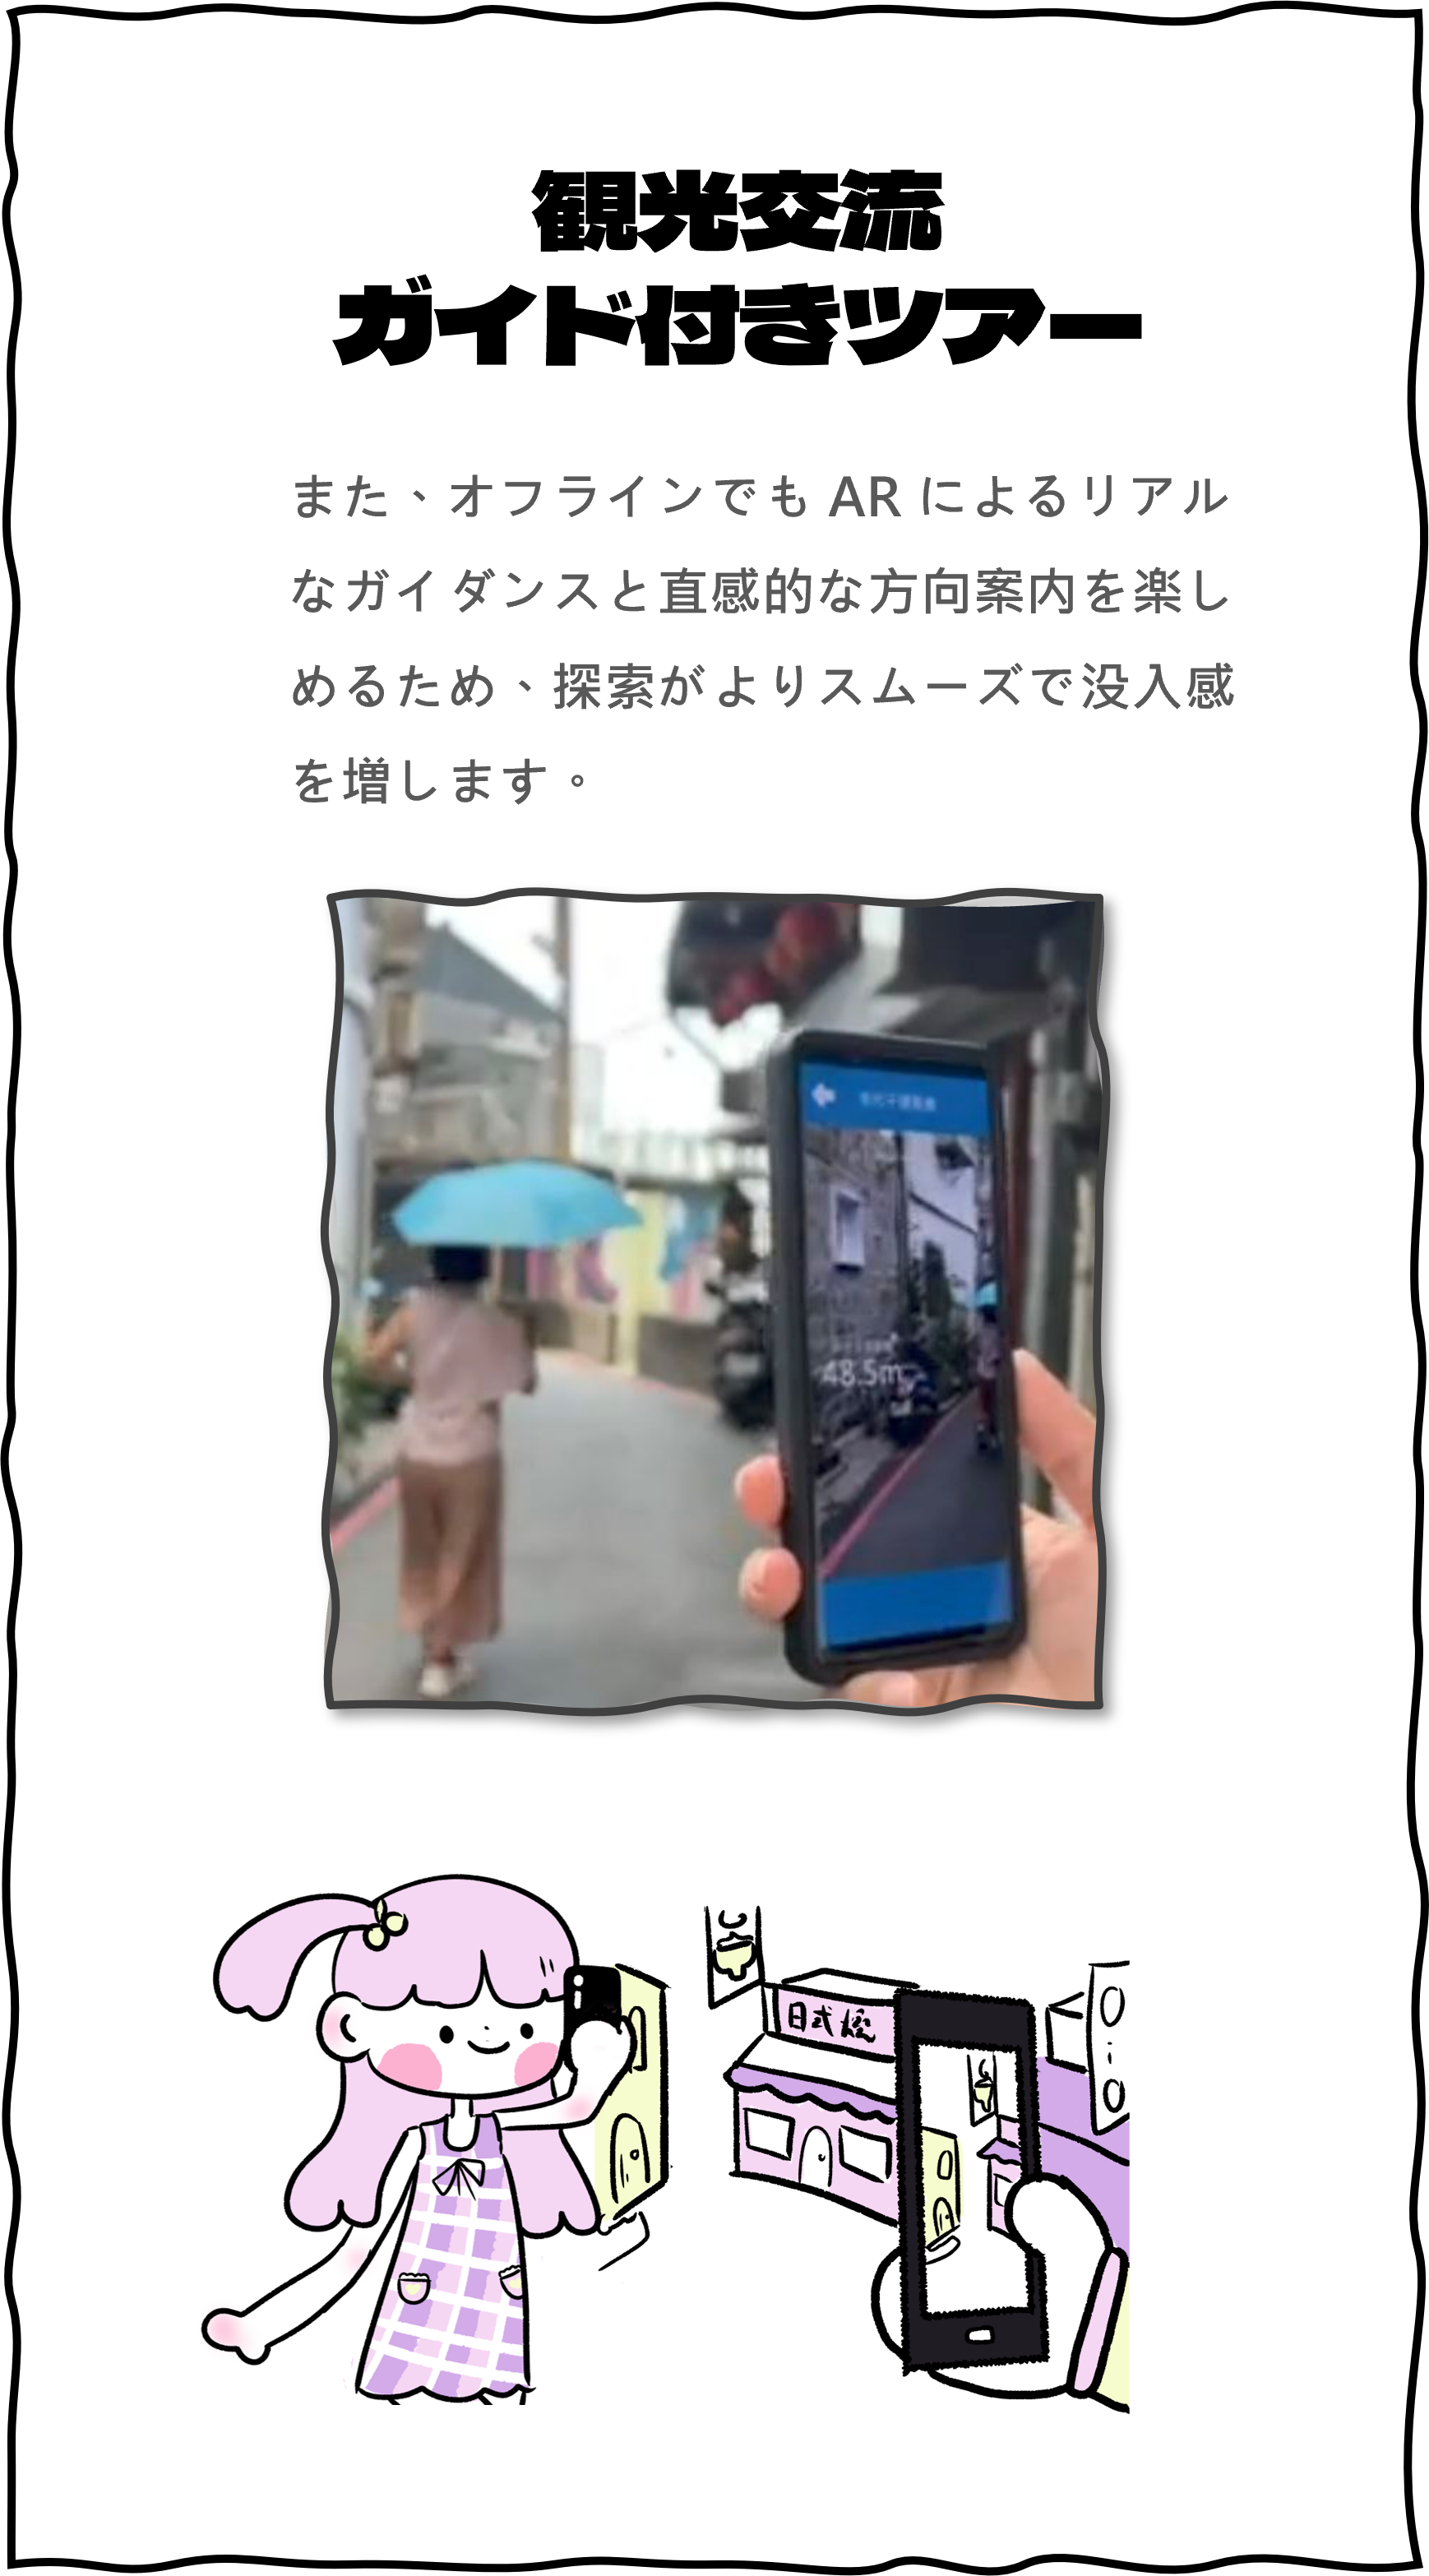 観光交流
ガイド付きツアー
また、オフラインでも AR によるリアル
なガイダンスと直感的な方向案内を楽し
めるため、探索がよりスムーズで没入感
を増します。
48.5m
日式